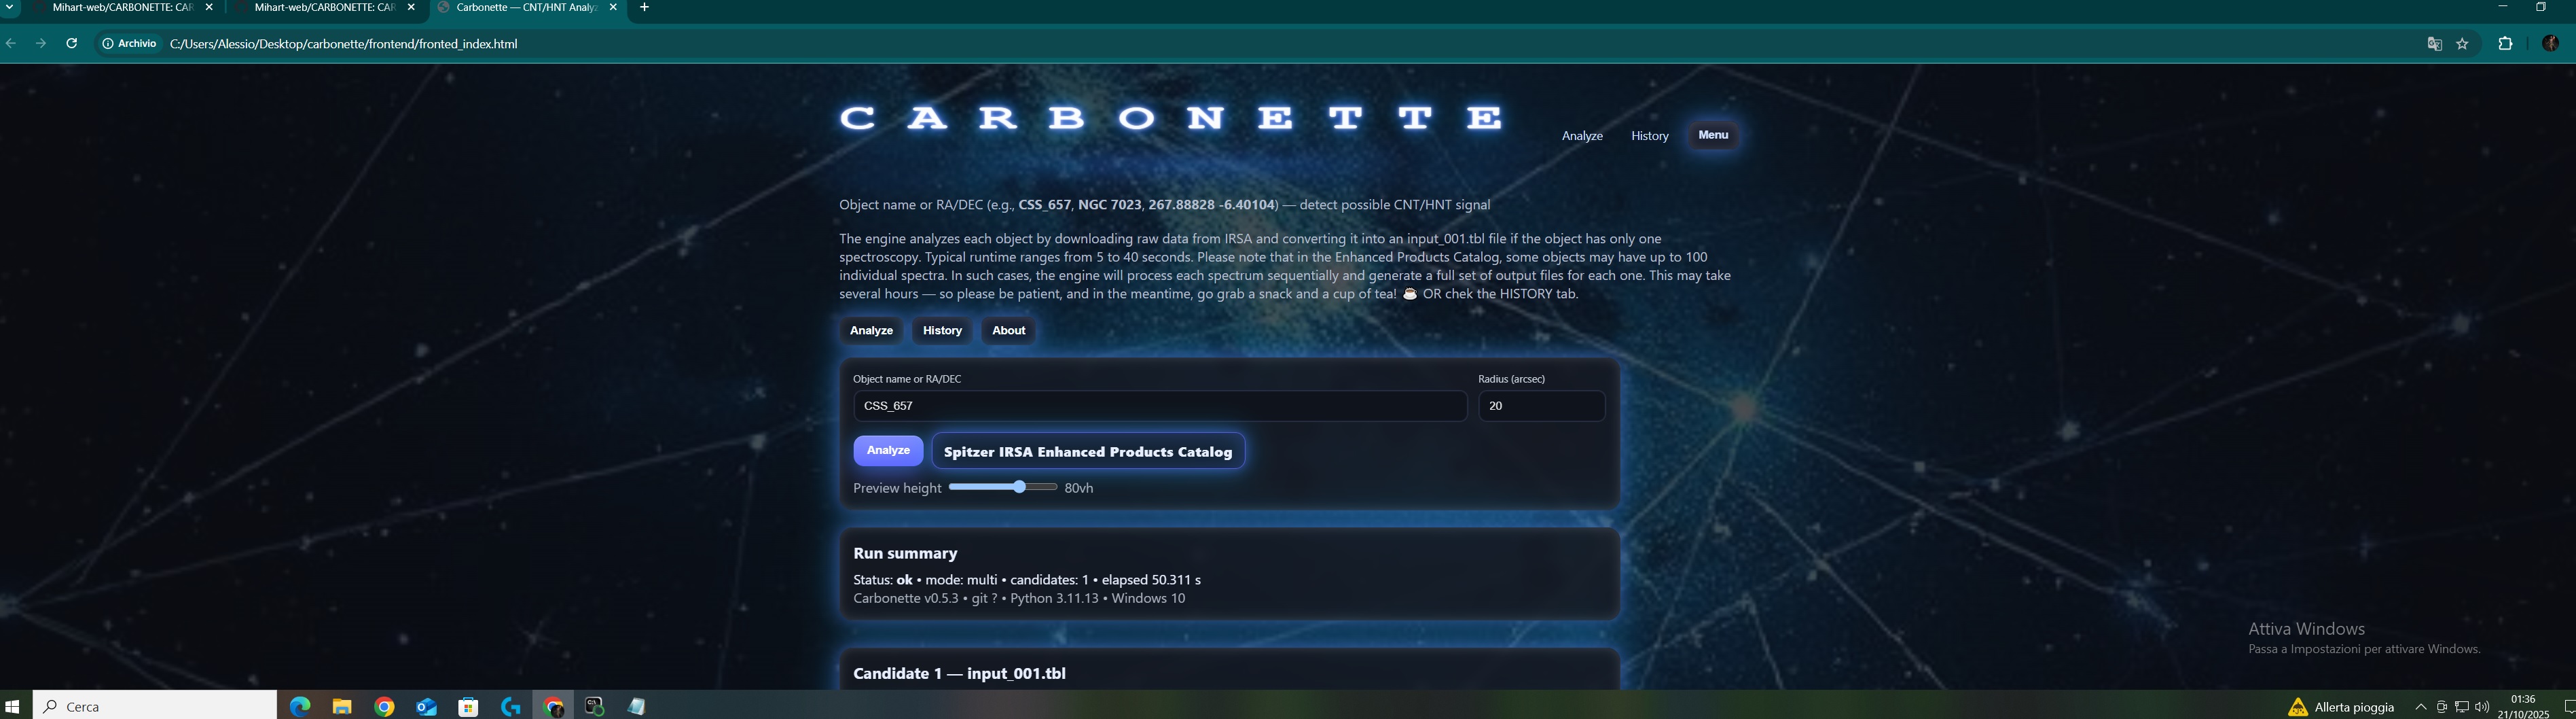 Mihart-web/CARBONETTE: CAR
Mihart-web/CARBONETTE: CAR
Carbonette — CNT/HNT Analyz
Archivio C:/Users/Alessio/Desktop/carbonette/frontend/fronted_index.html
CARBONETTE
Analyze History Menu
Object name or RA/DEC (e.g., CSS_657, NGC 7023, 267.88828 -6.40104) — detect possible CNT/HNT signal
The engine analyzes each object by downloading raw data from IRSA and converting it into an input_001.tbl file if the object has only one
spectroscopy. Typical runtime ranges from 5 to 40 seconds. Please note that in the Enhanced Products Catalog, some objects may have up to 100
individual spectra. In such cases, the engine will process each spectrum sequentially and generate a full set of output files for each one. This may take
several hours — so please be patient, and in the meantime, go grab a snack and a cup of tea! ☕ OR chek the HISTORY tab.
Analyze History About
Object name or RA/DEC Radius (arcsec)
CSS_657 20
Analyze Spitzer IRSA Enhanced Products Catalog
Preview height 80vh
Run summary
Status: ok • mode: multi • candidates: 1 • elapsed 50.311 s
Carbonette v0.5.3 • git ? • Python 3.11.13 • Windows 10
Candidate 1 — input_001.tbl
Attiva Windows
Passa a Impostazioni per attivare Windows.
Cerca
Allerta pioggia
01:36
21/10/2025